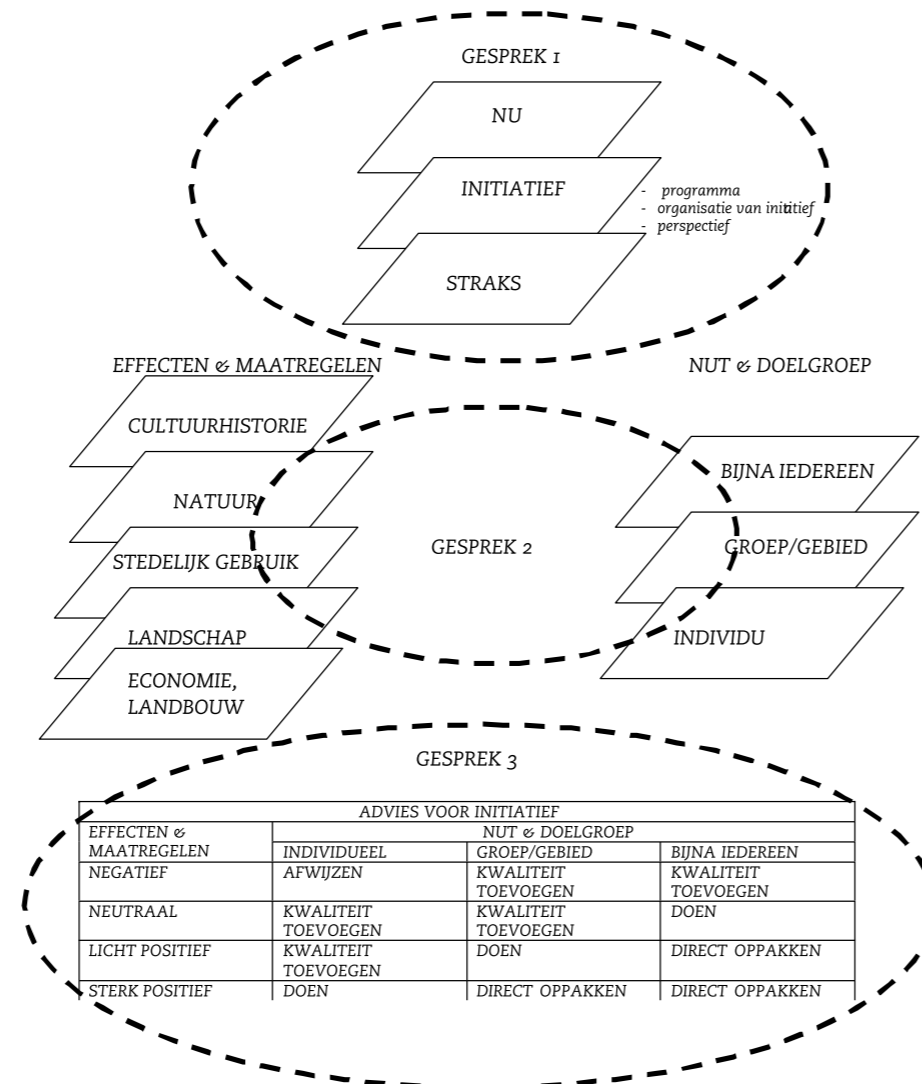 GESPREK 1
NU
INITIATIEF
- programma
- organisatie van initiatief
- perspectief
STRAKS
EFFECTEN & MAATREGELEN
CULTUURHISTORIE
NATUUR
STEDELIJK GEBRUIK
LANDSCHAP
ECONOMIE,
LANDBOUW
GESPREK 2
NUT & DOELGROEP
BIJNA IEDEREEN
GROEP/GEBIED
INDIVIDU
GESPREK 3
ADVIES VOOR INITIATIEF
EFFECTEN & MAATREGELEN NUT & DOELGROEP
INDIVIDUEEL GROEP/GEBIED BIJNA IEDEREEN
NEGATIEF AFWIJZEN KWALITEIT TOEVOEGEN KWALITEIT TOEVOEGEN
NEUTRAAL KWALITEIT TOEVOEGEN KWALITEIT TOEVOEGEN DOEN
LICHT POSITIEF KWALITEIT TOEVOEGEN DOEN DIRECT OPPAKKEN
STERK POSITIEF DOEN DIRECT OPPAKKEN DIRECT OPPAKKEN